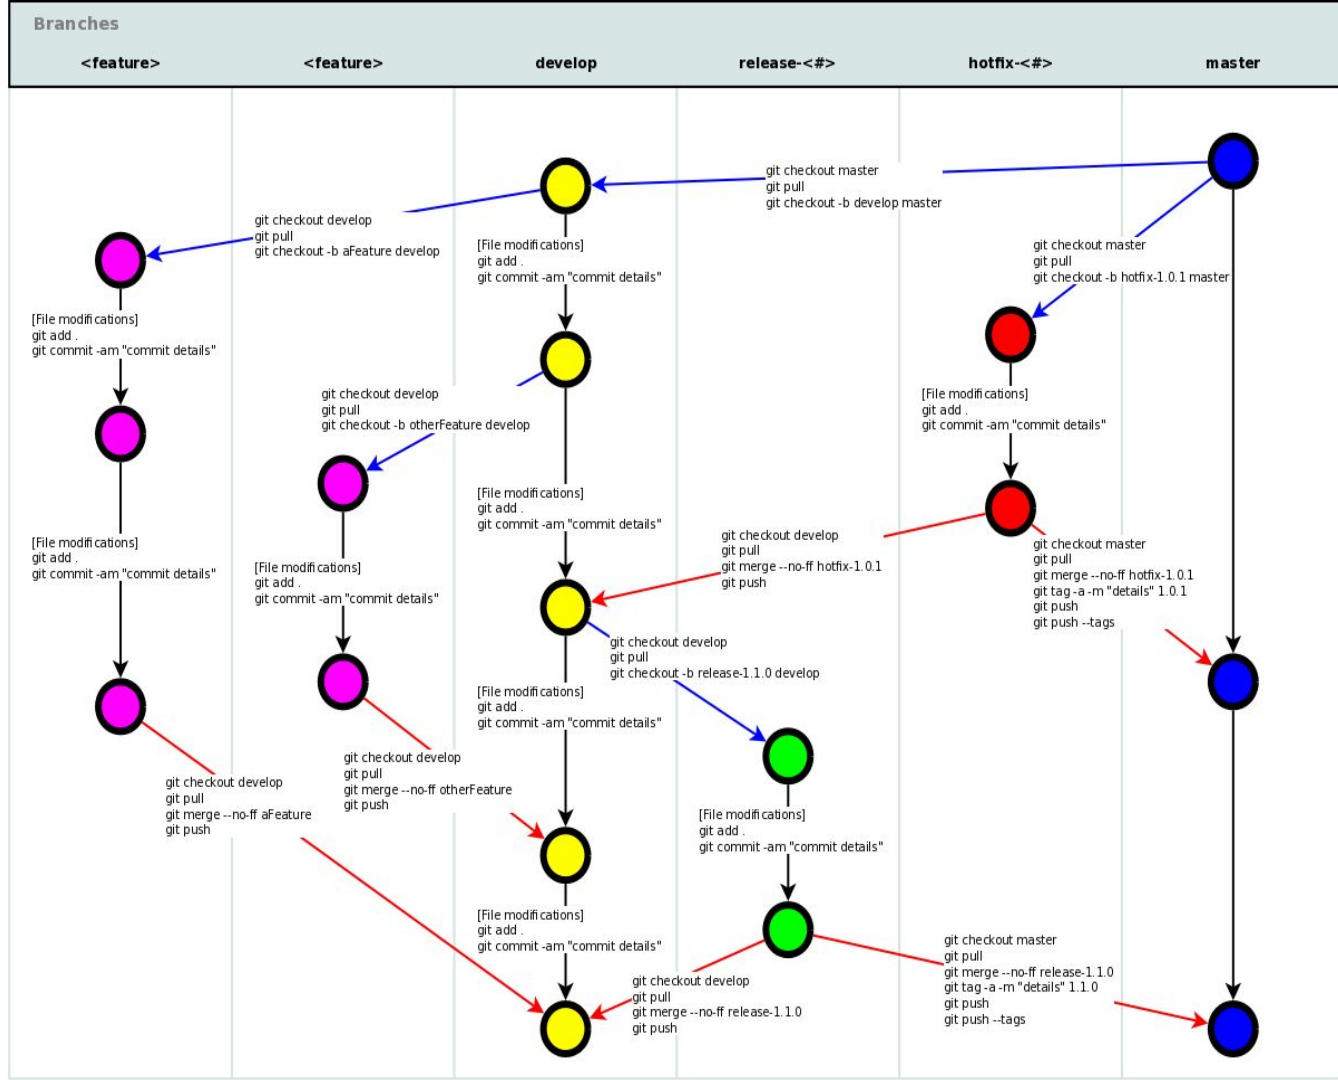 Branches
<feature>
<feature>
develop
release-<#>
hotfix-<#>
master
git checkout master
git pull
git checkout -b develop master
git checkout develop
git pull
git checkout -b aFeature develop
[File modifications]
git add .
git commit -am "commit details"
git checkout master
git pull
git checkout -b hotfix-1.0.1 master
[File modifications]
git add .
git commit -am "commit details"
git checkout develop
git pull
git checkout -b otherFeature develop
[File modifications]
git add .
git commit -am "commit details"
[File modifications]
git add .
git commit -am "commit details"
git checkout develop
git pull
git merge --no-ff hotfix-1.0.1
git push
git checkout master
git pull
git merge --no-ff hotfix-1.0.1
git tag -a -m "details" 1.0.1
git push
git push --tags
[File modifications]
git add .
git commit -am "commit details"
[File modifications]
git add .
git commit -am "commit details"
git checkout develop
git pull
git checkout -b release-1.1.0 develop
[File modifications]
git add .
git commit -am "commit details"
git checkout develop
git pull
git merge --no-ff otherFeature
git push
git checkout develop
git pull
git merge --no-ff aFeature
git push
[File modifications]
git add .
git commit -am "commit details"
[File modifications]
git add .
git commit -am "commit details"
git checkout master
git pull
git merge --no-ff release-1.1.0
git tag -a -m "details" 1.1.0
git push
git push --tags
git checkout develop
git pull
git merge --no-ff release-1.1.0
git push